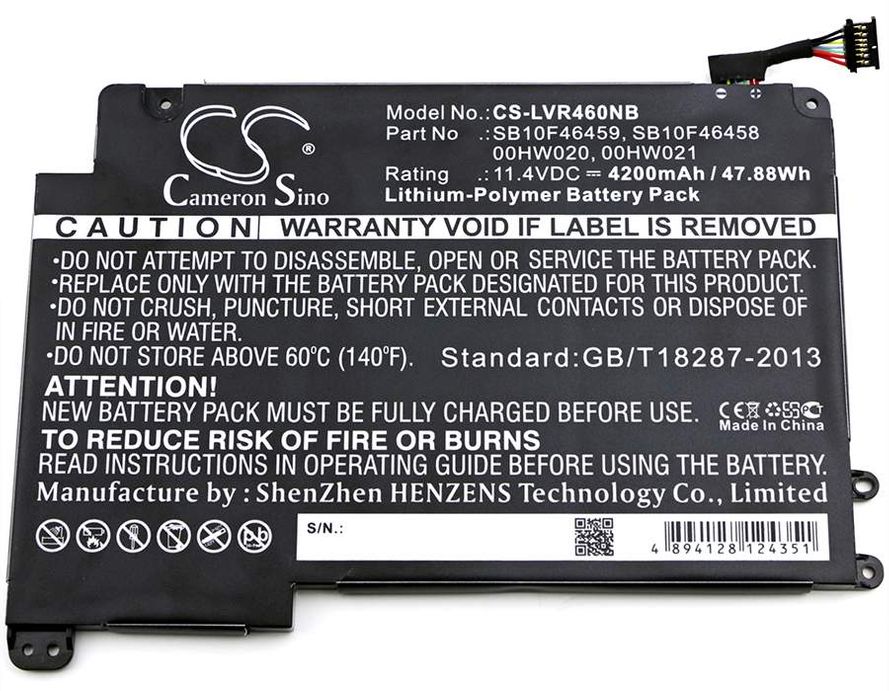 Cameron Sino
®
Model No.: CS-LVR460NB
Part No .: SB10F46459, SB10F46458
00HW020, 00HW021
Rating : 11.4VDC ⎓ 4200mAh / 47.88Wh
Lithium-Polymer Battery Pack
CAUTION WARRANTY VOID IF LABEL IS REMOVED
•DO NOT ATTEMPT TO DISASSEMBLE, OPEN OR SERVICE THE BATTERY PACK.
•REPLACE ONLY WITH THE BATTERY PACK DESIGNATED FOR THIS PRODUCT.
•DO NOT CRUSH, PUNCTURE, SHORT EXTERNAL CONTACTS OR DISPOSE OF
IN FIRE OR WATER.
•DO NOT STORE ABOVE 60°C (140°F). Standard:GB/T18287-2013
ATTENTION!
NEW BATTERY PACK MUST BE FULLY CHARGED BEFORE USE.
CE
Made In China
TO REDUCE RISK OF FIRE OR BURNS
READ INSTRUCTIONS IN OPERATING GUIDE BEFORE USING THE BATTERY.
Manufacture by : ShenZhen HENZENS Technology Co., Limited
Pb
S/N.:
4 894128 124351